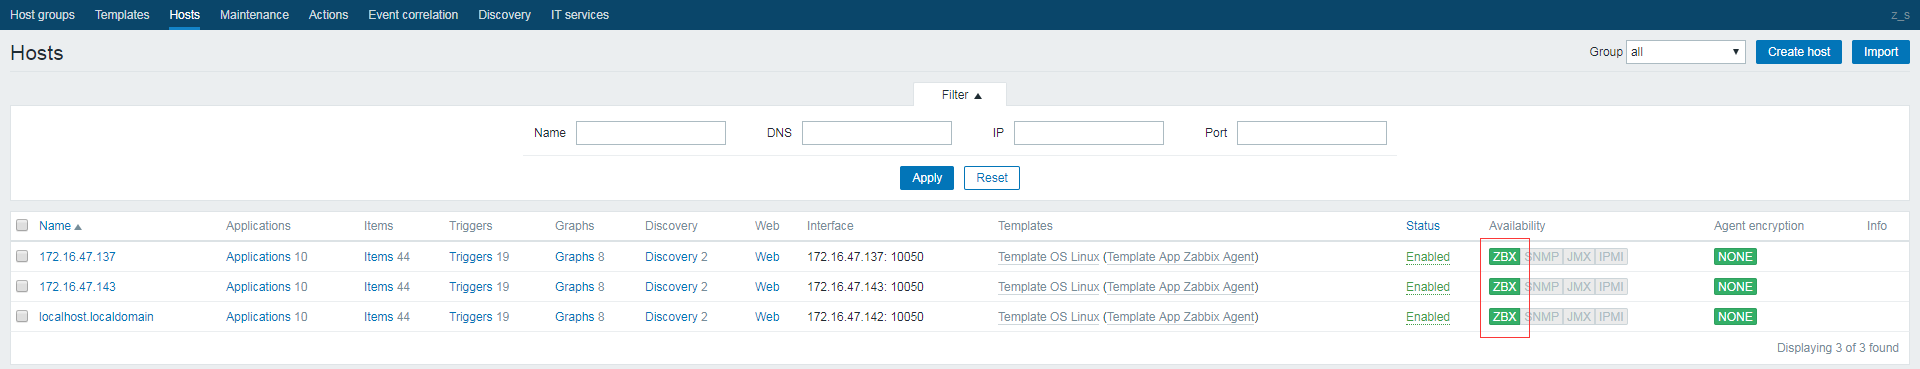 Host groups Templates Hosts Maintenance Actions Event correlation Discovery IT services z_s
Hosts Group all Create host Import
Filter
Name DNS IP Port
Apply Reset
Name Applications Items Triggers Graphs Discovery Web Interface Templates Status Availability Agent encryption Info
172.16.47.137 Applications 10 Items 44 Triggers 19 Graphs 8 Discovery 2 Web 172.16.47.137: 10050 Template OS Linux (Template App Zabbix Agent) Enabled ZBX SNMP JMX IPMI NONE
172.16.47.143 Applications 10 Items 44 Triggers 19 Graphs 8 Discovery 2 Web 172.16.47.143: 10050 Template OS Linux (Template App Zabbix Agent) Enabled ZBX SNMP JMX IPMI NONE
localhost.localdomain Applications 10 Items 44 Triggers 19 Graphs 8 Discovery 2 Web 172.16.47.142: 10050 Template OS Linux (Template App Zabbix Agent) Enabled ZBX SNMP JMX IPMI NONE
Displaying 3 of 3 found